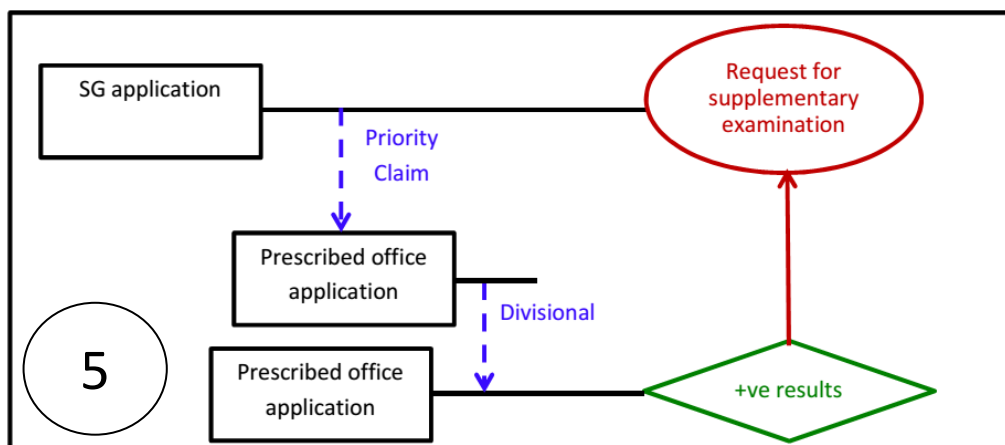 SG application
Request for
supplementary
examination
Priority
Claim
Prescribed office
application
Divisional
5
Prescribed office
application
+ve results